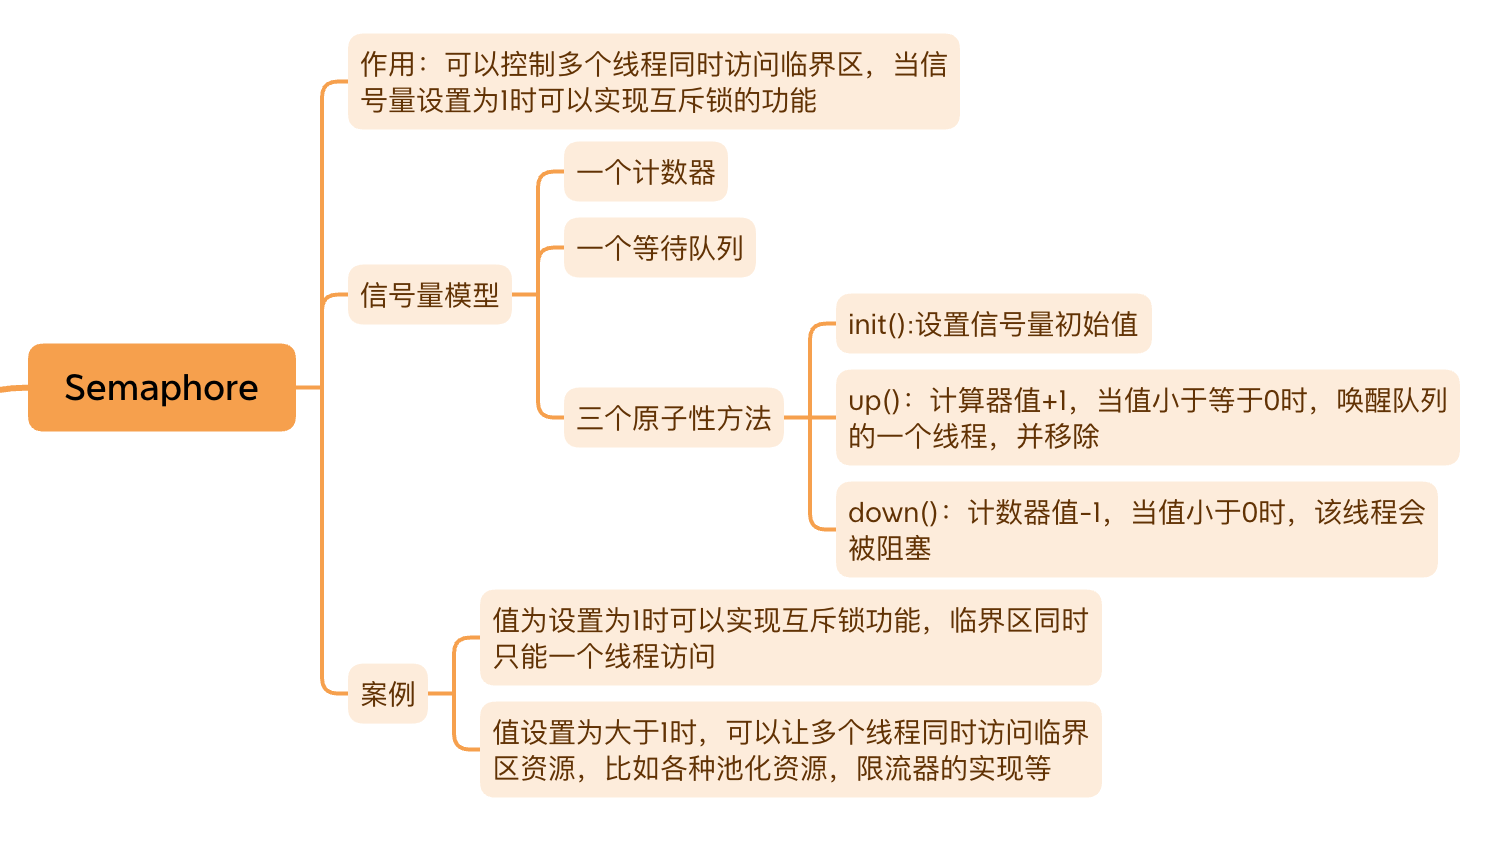 作用：可以控制多个线程同时访问临界区，当信
号量设置为1时可以实现互斥锁的功能
一个计数器
一个等待队列
信号量模型
init():设置信号量初始值
Semaphore
up()：计算器值+1，当值小于等于0时，唤醒队列
的一个线程，并移除
三个原子性方法
down()：计数器值-1，当值小于0时，该线程会
被阻塞
值为设置为1时可以实现互斥锁功能，临界区同时
只能一个线程访问
案例
值设置为大于1时，可以让多个线程同时访问临界
区资源，比如各种池化资源，限流器的实现等